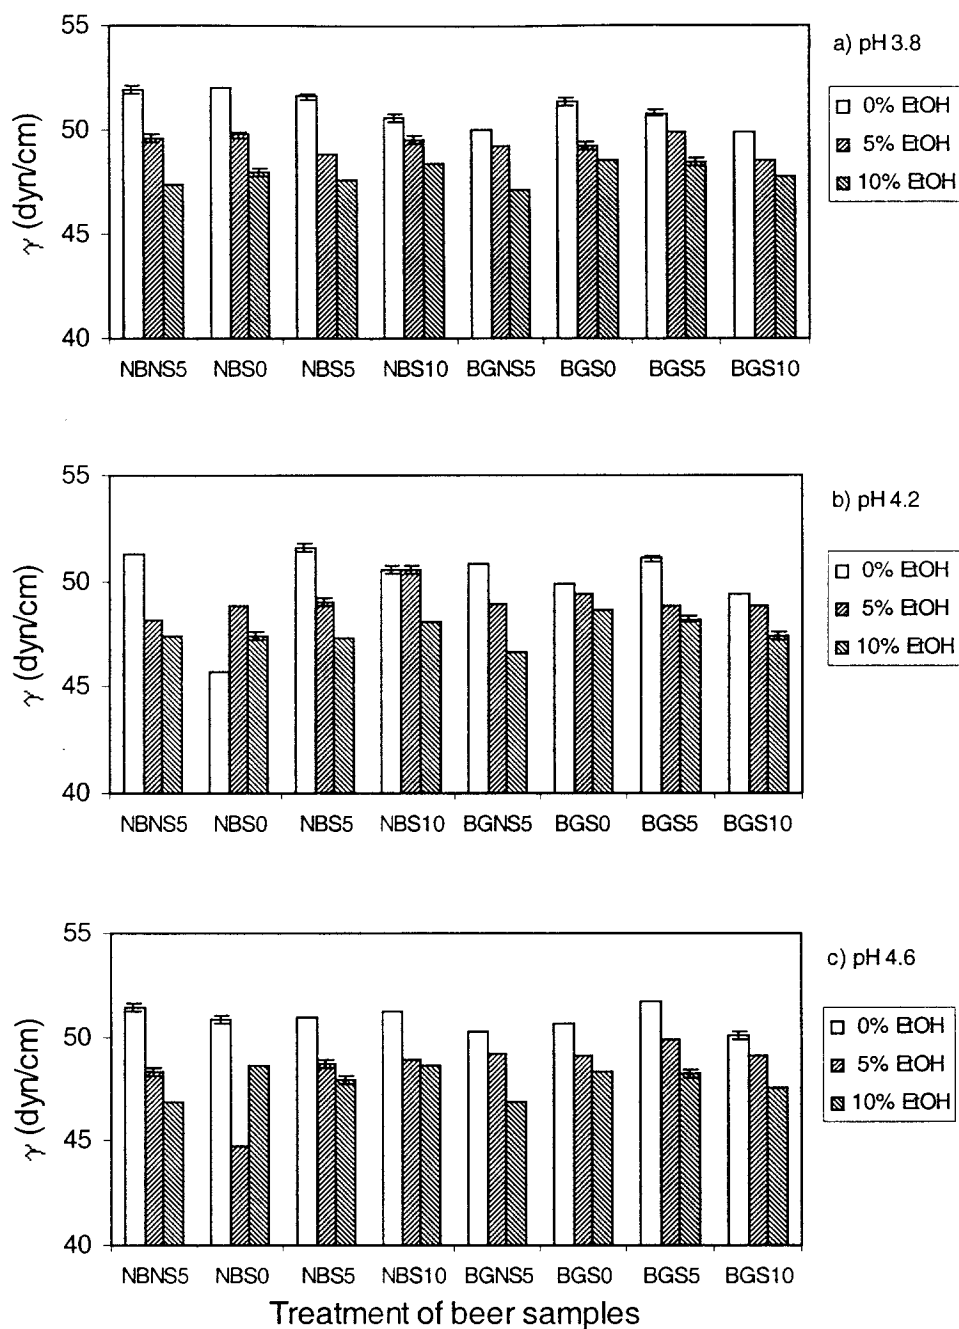 55
50
45
40
γ (dyn/cm)
NBNS5 NBS0 NBS5 NBS10 BGNS5 BGS0 BGS5 BGS10
a) pH 3.8
0% EtOH
5% EtOH
10% EtOH
55
50
45
40
γ (dyn/cm)
NBNS5 NBS0 NBS5 NBS10 BGNS5 BGS0 BGS5 BGS10
b) pH 4.2
0% EtOH
5% EtOH
10% EtOH
55
50
45
40
γ (dyn/cm)
NBNS5 NBS0 NBS5 NBS10 BGNS5 BGS0 BGS5 BGS10
c) pH 4.6
0% EtOH
5% EtOH
10% EtOH
Treatment of beer samples